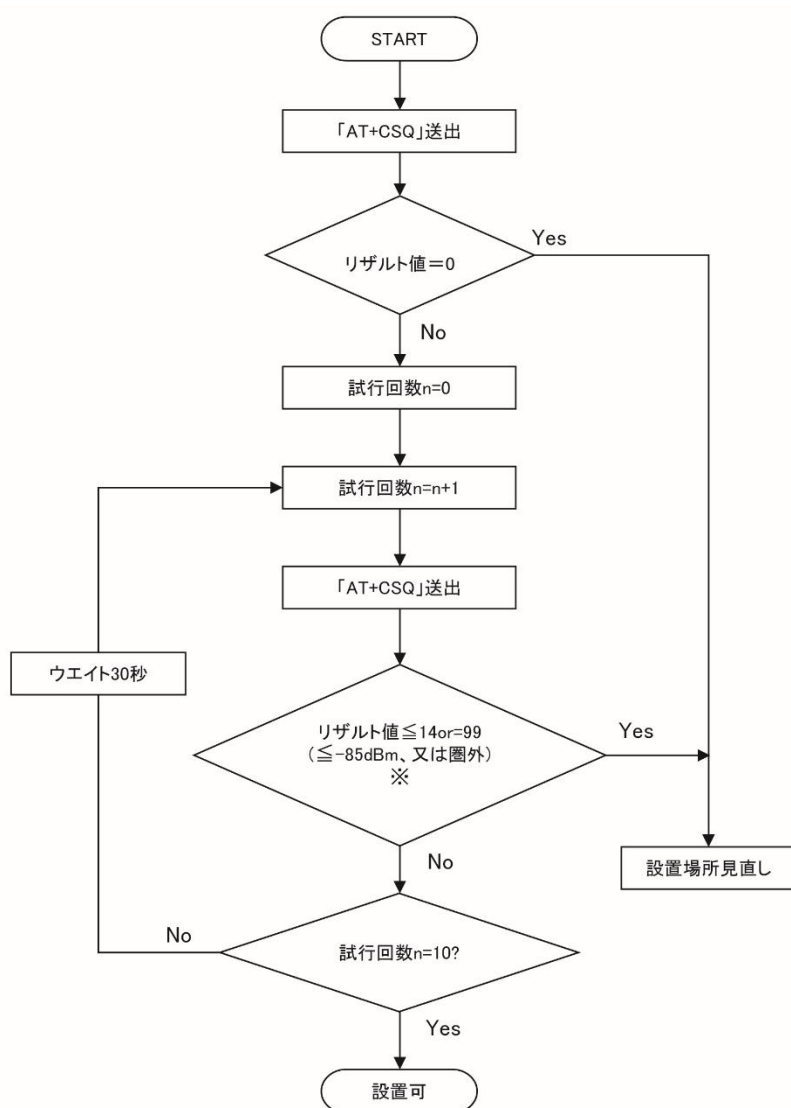 START
「AT+CSQ」送出
リザルト値=0
Yes
No
試行回数n=0
試行回数n=n+1
「AT+CSQ」送出
ウエイト30秒
リザルト値≦14or=99
(≦-85dBm、又は圏外)
※
Yes
No
設置場所見直し
試行回数n=10?
No
Yes
設置可